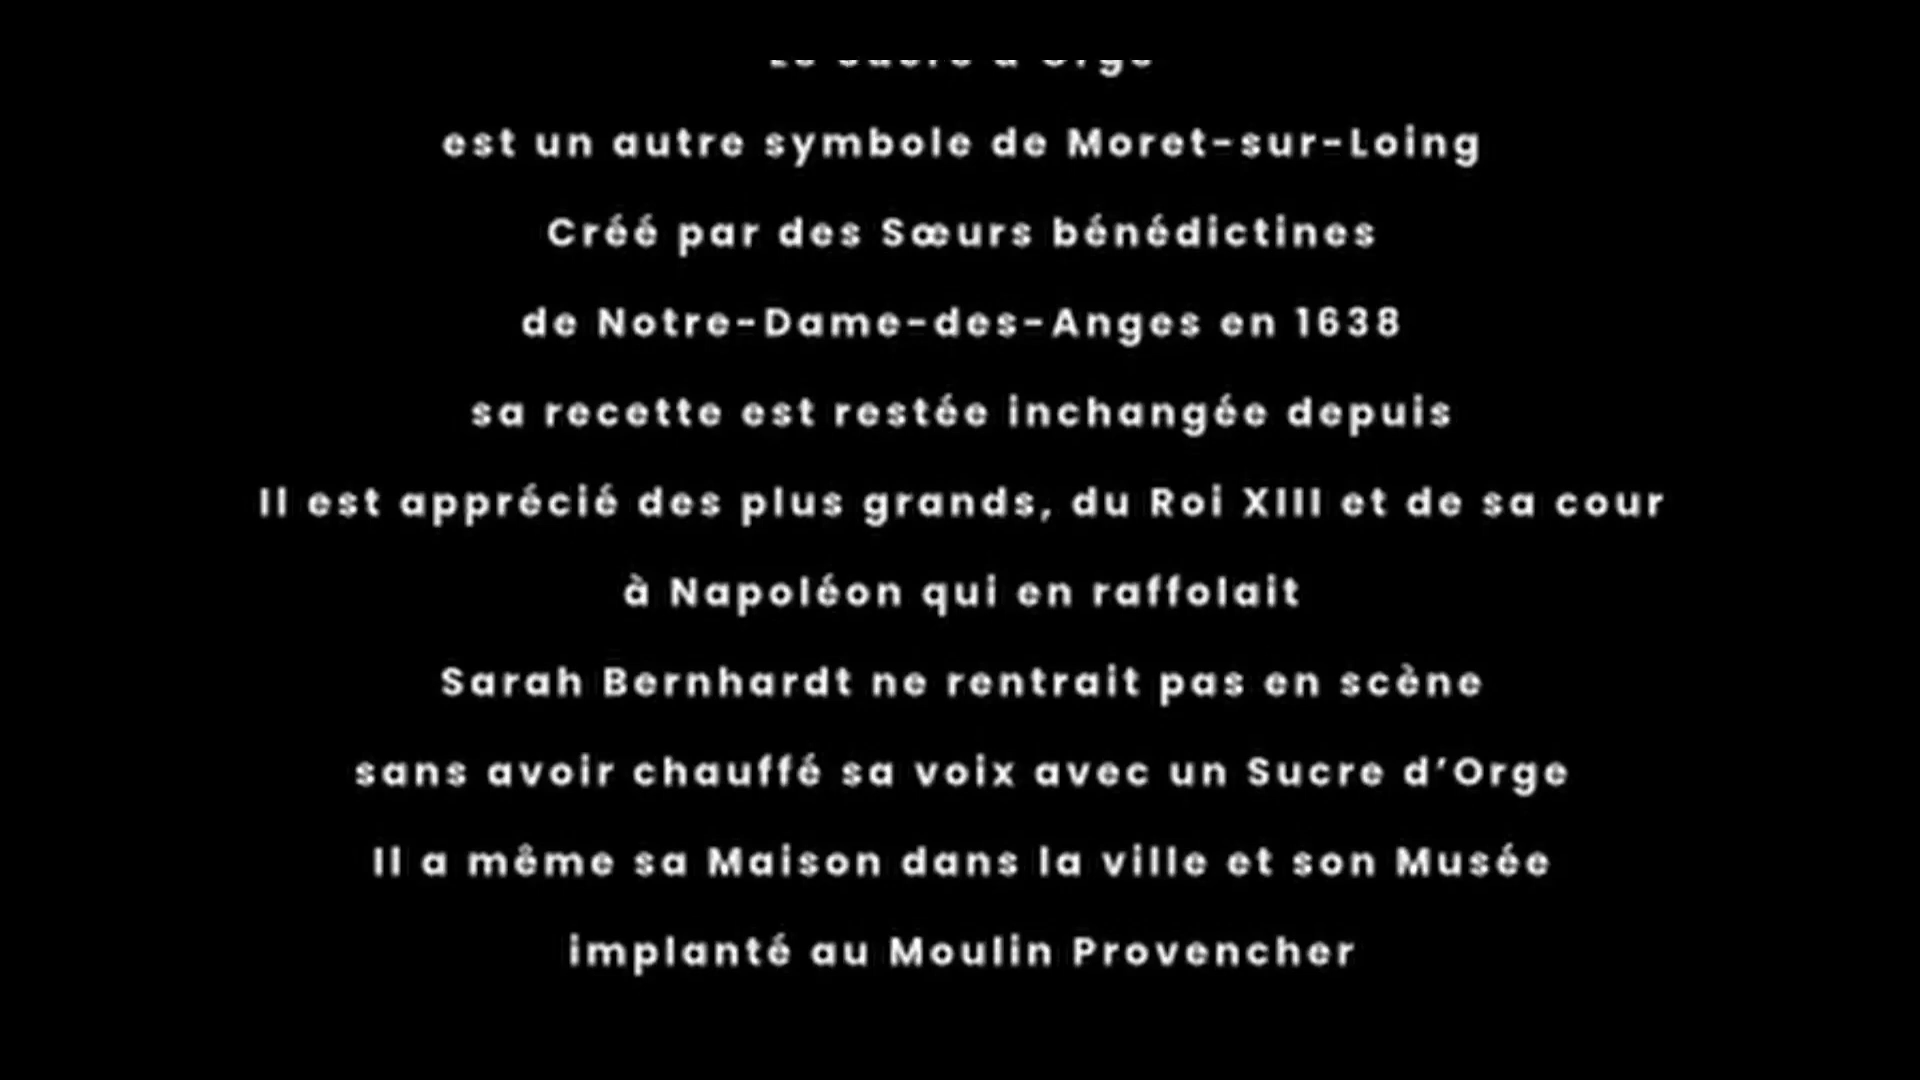 Le Sucre d'Orge
est un autre symbole de Moret-sur-Loing
Créé par des Sœurs bénédictines
de Notre-Dame-des-Anges en 1638
sa recette est restée inchangée depuis
Il est apprécié des plus grands, du Roi XIII et de sa cour
à Napoléon qui en raffolait
Sarah Bernhardt ne rentrait pas en scène
sans avoir chauffé sa voix avec un Sucre d’Orge
Il a même sa Maison dans la ville et son Musée
implanté au Moulin Provencher